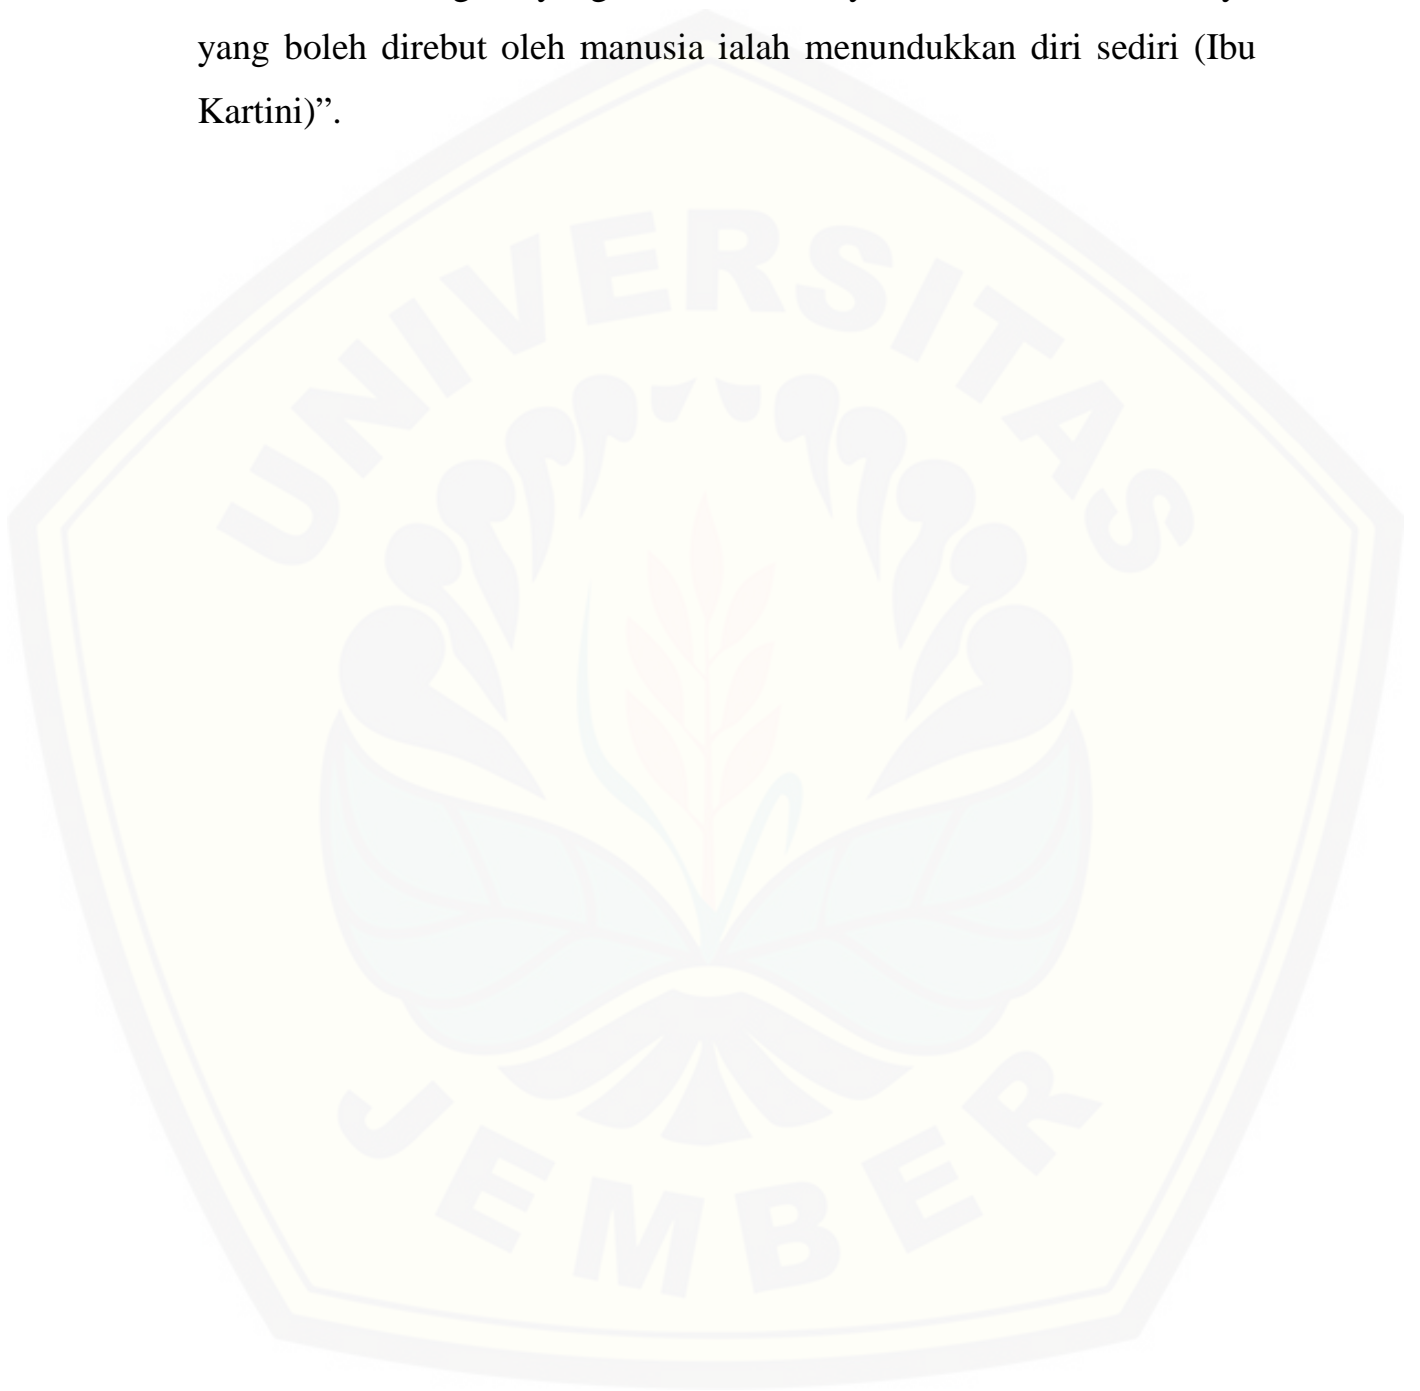 yang boleh direbut oleh manusia ialah menundukkan diri sediri (Ibu
Kartini)”.
UNIVERSITAS
JEMBER